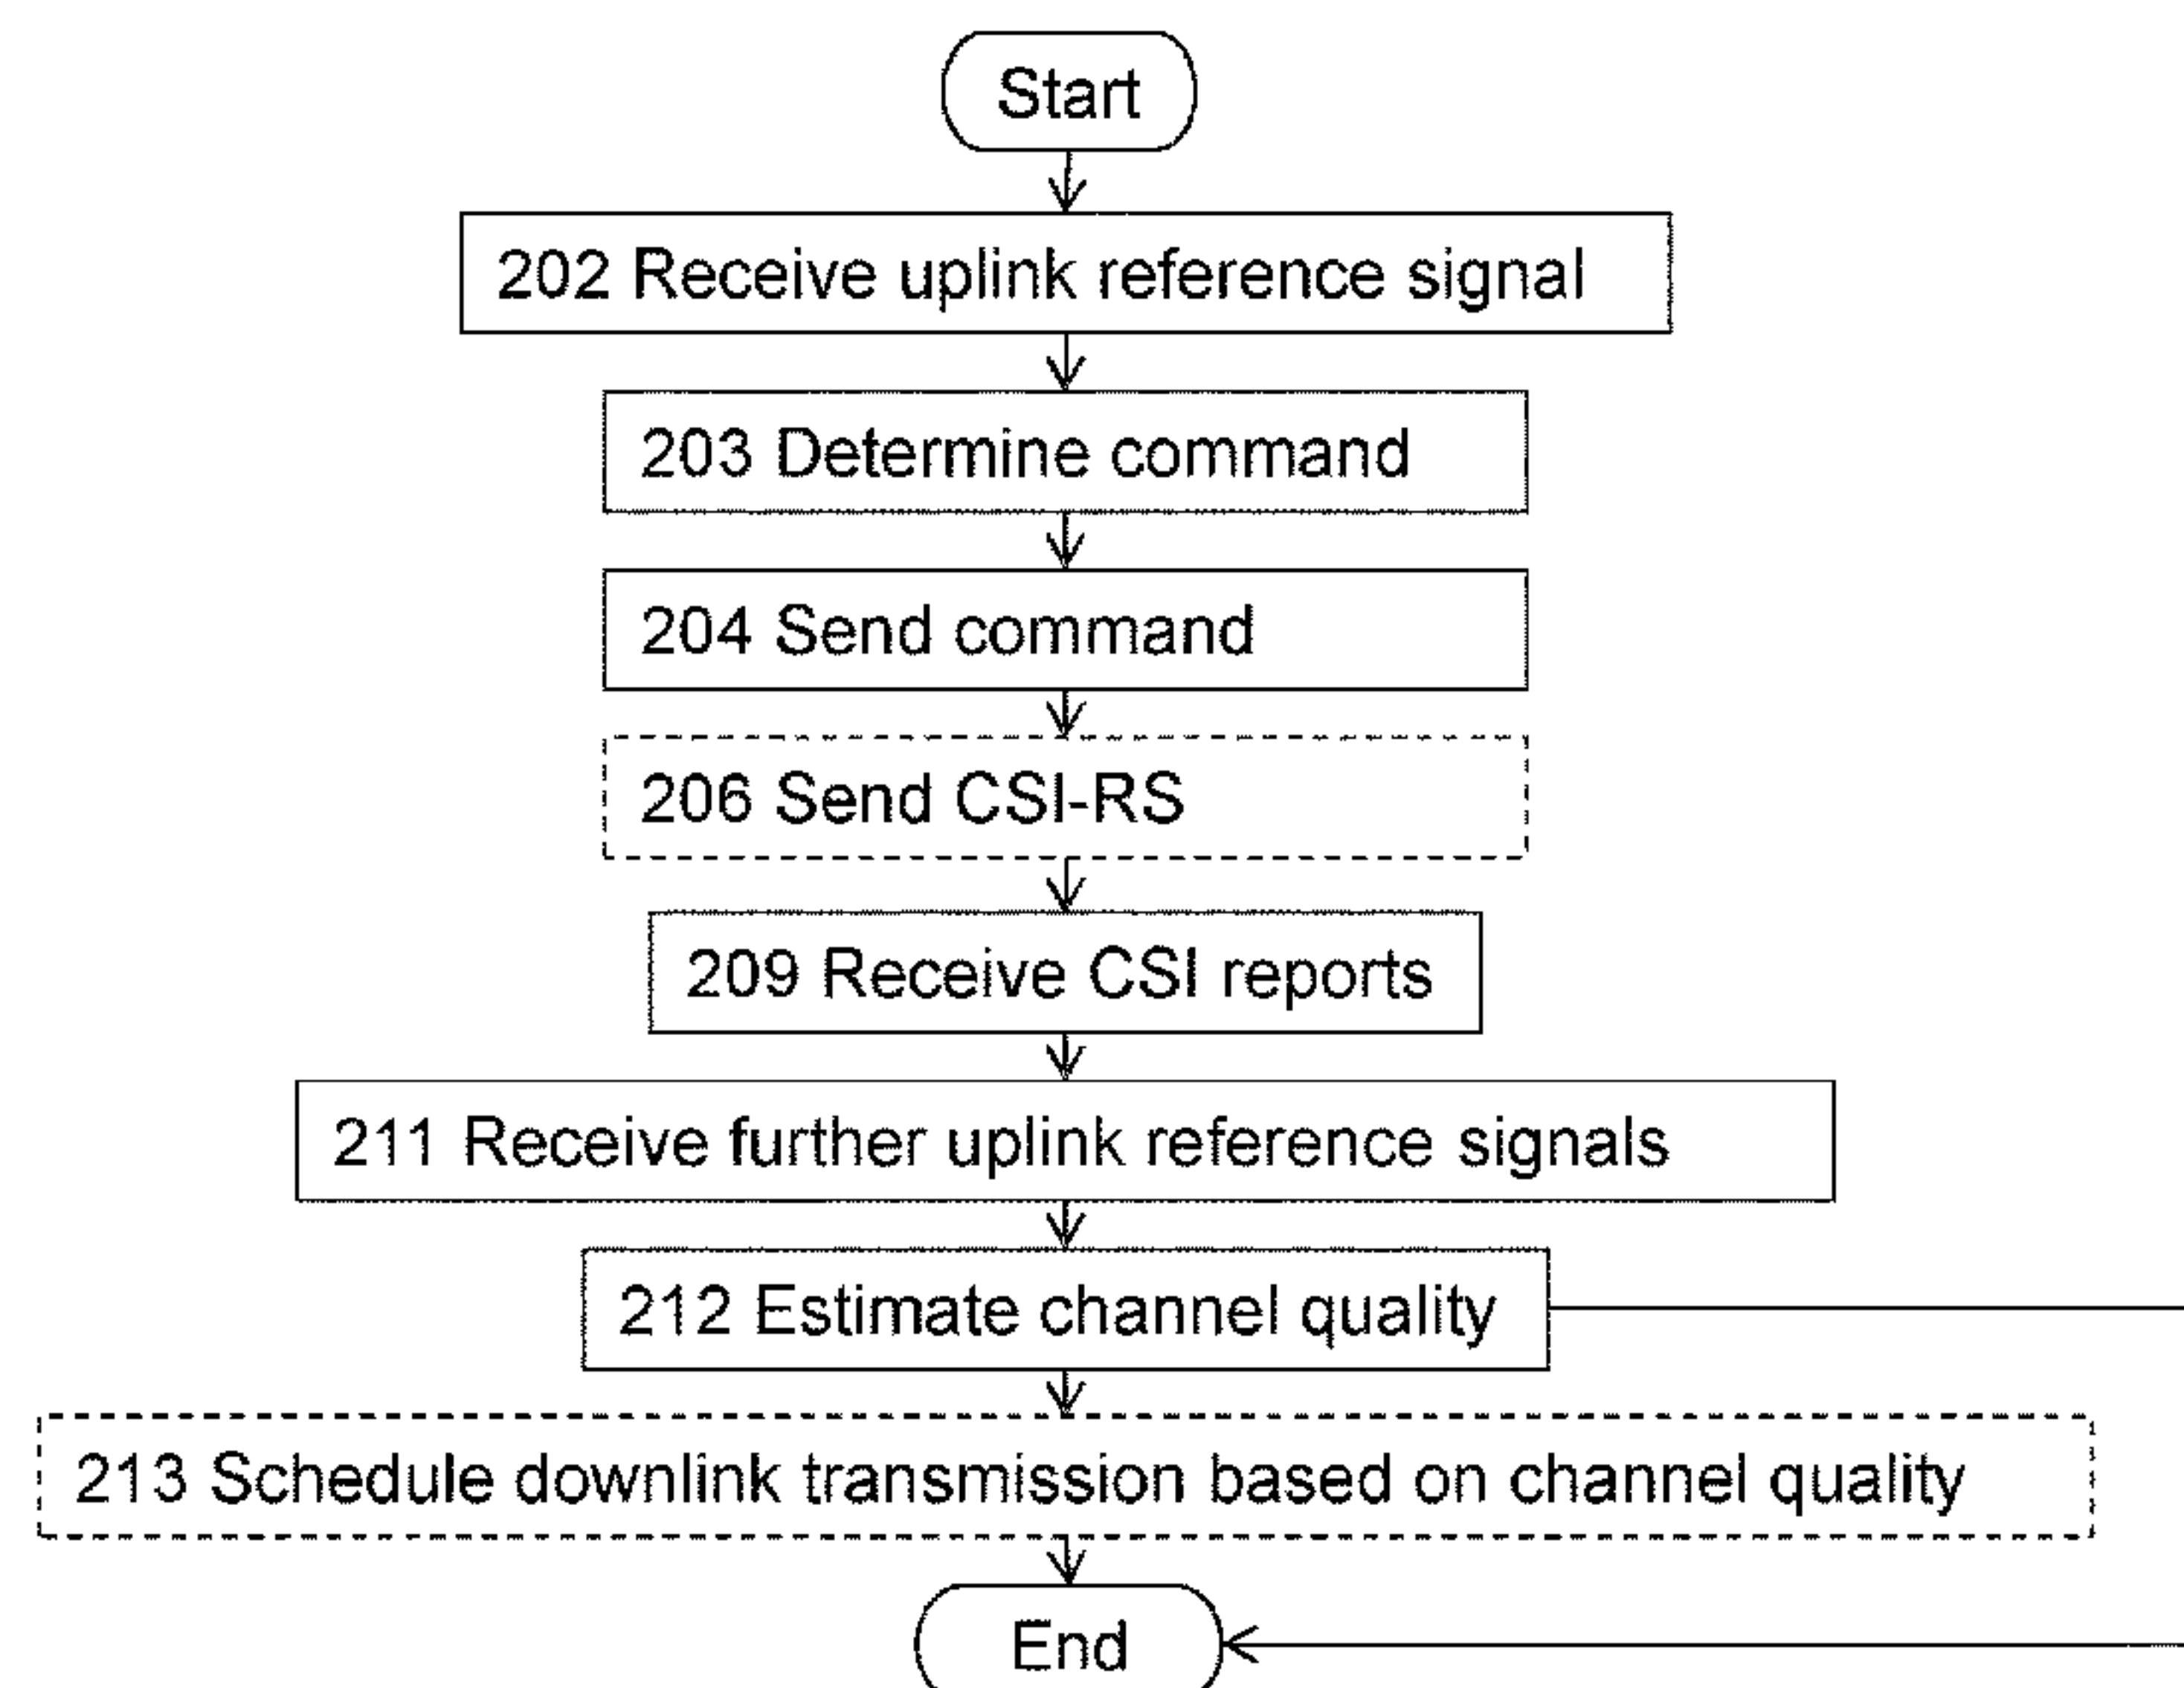 Start
202 Receive uplink reference signal
203 Determine command
204 Send command
206 Send CSI-RS
209 Receive CSI reports
211 Receive further uplink reference signals
212 Estimate channel quality
213 Schedule downlink transmission based on channel quality
End